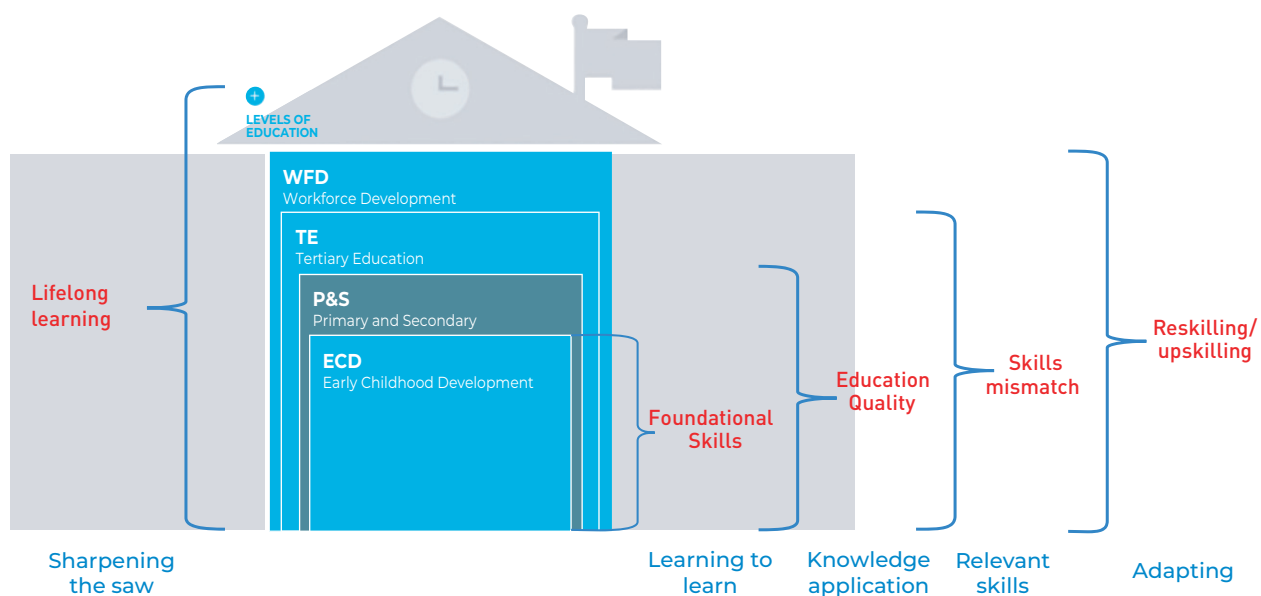 LEVELS OF
EDUCATION
WFD
Workforce Development
TE
Tertiary Education
P&S
Primary and Secondary
ECD
Early Childhood Development
Lifelong
learning
Foundational
Skills
Education
Quality
Skills
mismatch
Reskilling/
upskilling
Sharpening
the saw
Learning to
learn
Knowledge
application
Relevant
skills
Adapting